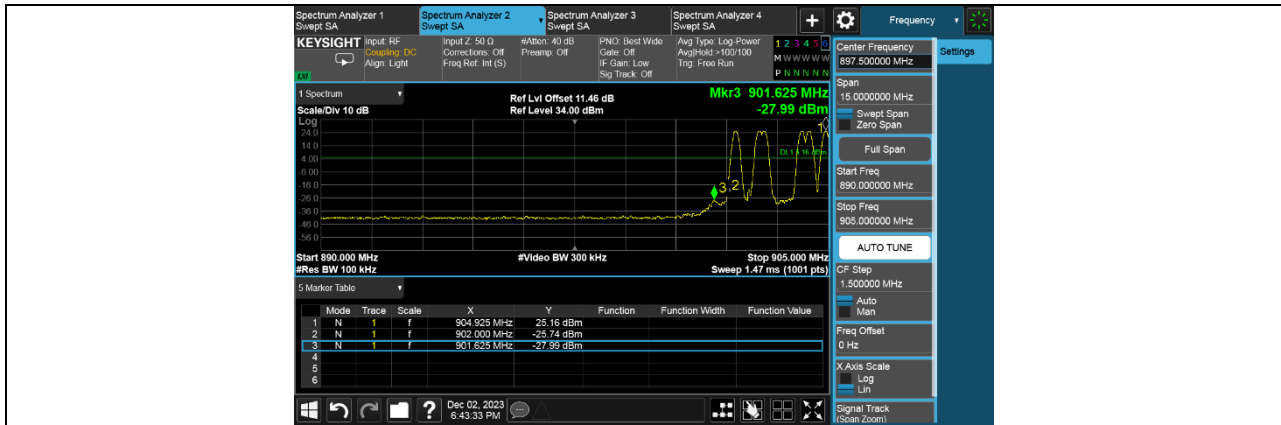 Spectrum Analyzer 1
Swept SA
Spectrum Analyzer 2
Swept SA
Spectrum Analyzer 3
Swept SA
Spectrum Analyzer 4
Swept SA
Frequency
KEYSIGHT
Input: RF
Coupling: DC
Align: Light
LXI
Input Z: 50 Ω
Corrections: Off
Freq Ref: Int (S)
#Atten: 40 dB
Preamp: Off
PNO: Best Wide
Gate: Off
IF Gain: Low
Sig Track: Off
Avg Type: Log-Power
Avg|Hold: >100/100
Trig: Free Run
1 2 3 4 5 6
M W W W W W
P N N N N N
1 Spectrum
Scale/Div 10 dB
Log
Ref Lvl Offset 11.46 dB
Ref Level 34.00 dBm
Mkr3 901.625 MHz
-27.99 dBm
24.0
14.0
4.00
-6.00
-16.0
-26.0
-36.0
-46.0
-56.0
1
3
2
Start 890.000 MHz
#Res BW 100 kHz
#Video BW 300 kHz
Stop 905.000 MHz
Sweep 1.47 ms (1001 pts)
5 Marker Table
Mode Trace Scale X Y Function Function Width Function Value
1 N 1 f 904.925 MHz 25.16 dBm
2 N 1 f 902.000 MHz -25.74 dBm
3 N 1 f 901.625 MHz -27.99 dBm
4
5
6
Dec 02, 2023
6:43:33 PM
Center Frequency
897.500000 MHz
Span
15.0000000 MHz
Swept Span
Zero Span
Full Span
Start Freq
890.000000 MHz
Stop Freq
905.000000 MHz
AUTO TUNE
CF Step
1.500000 MHz
Auto
Man
Freq Offset
0 Hz
X Axis Scale
Log
Lin
Signal Track
(Span Zoom)
Settings